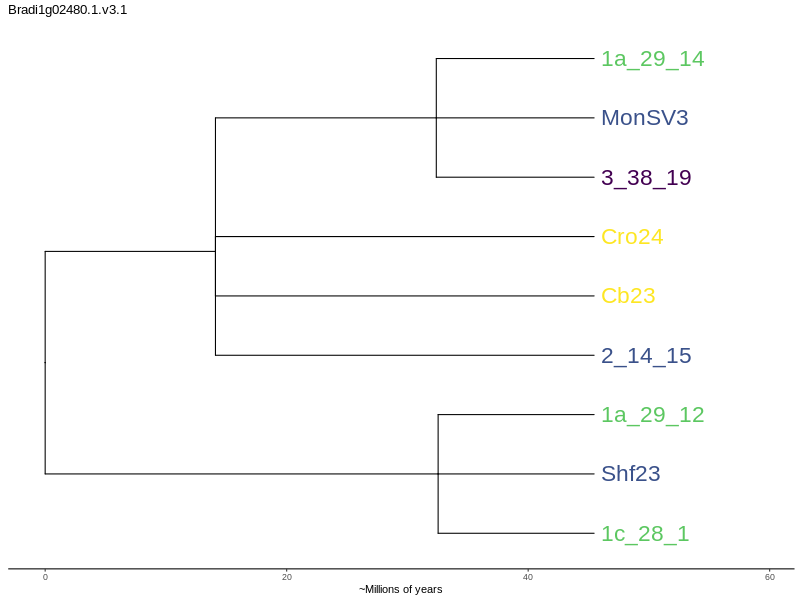 Bradi1g02480.1.v3.1
1a_29_14
MonSV3
3_38_19
Cro24
Cb23
2_14_15
1a_29_12
Shf23
1c_28_1
0 20 40 60
~Millions of years